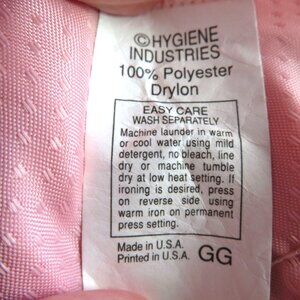 ©HYGIENE
INDUSTRIES
100% Polyester
Drylon
EASY CARE
WASH SEPARATELY
Machine launder in warm
or cool water using mild
detergent, no bleach, line
dry or machine tumble
dry at low heat setting. If
ironing is desired, press
on reverse side using
warm iron on permanent
press setting.
Made in U.S.A.
Printed in U.S.A. GG